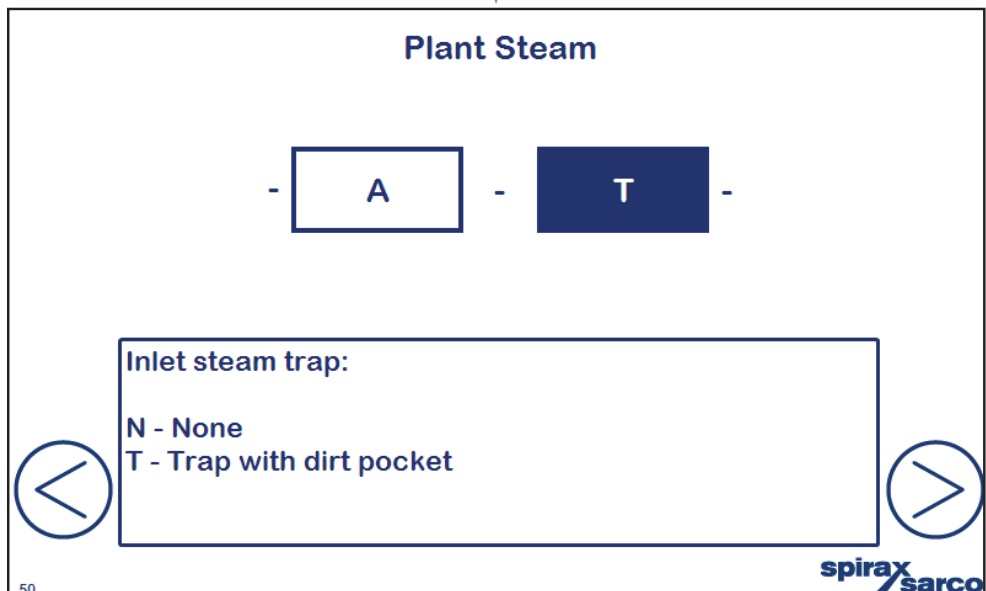 Plant Steam
- A - T -
Inlet steam trap:
N - None
T - Trap with dirt pocket
< >
50
spirax
sarco